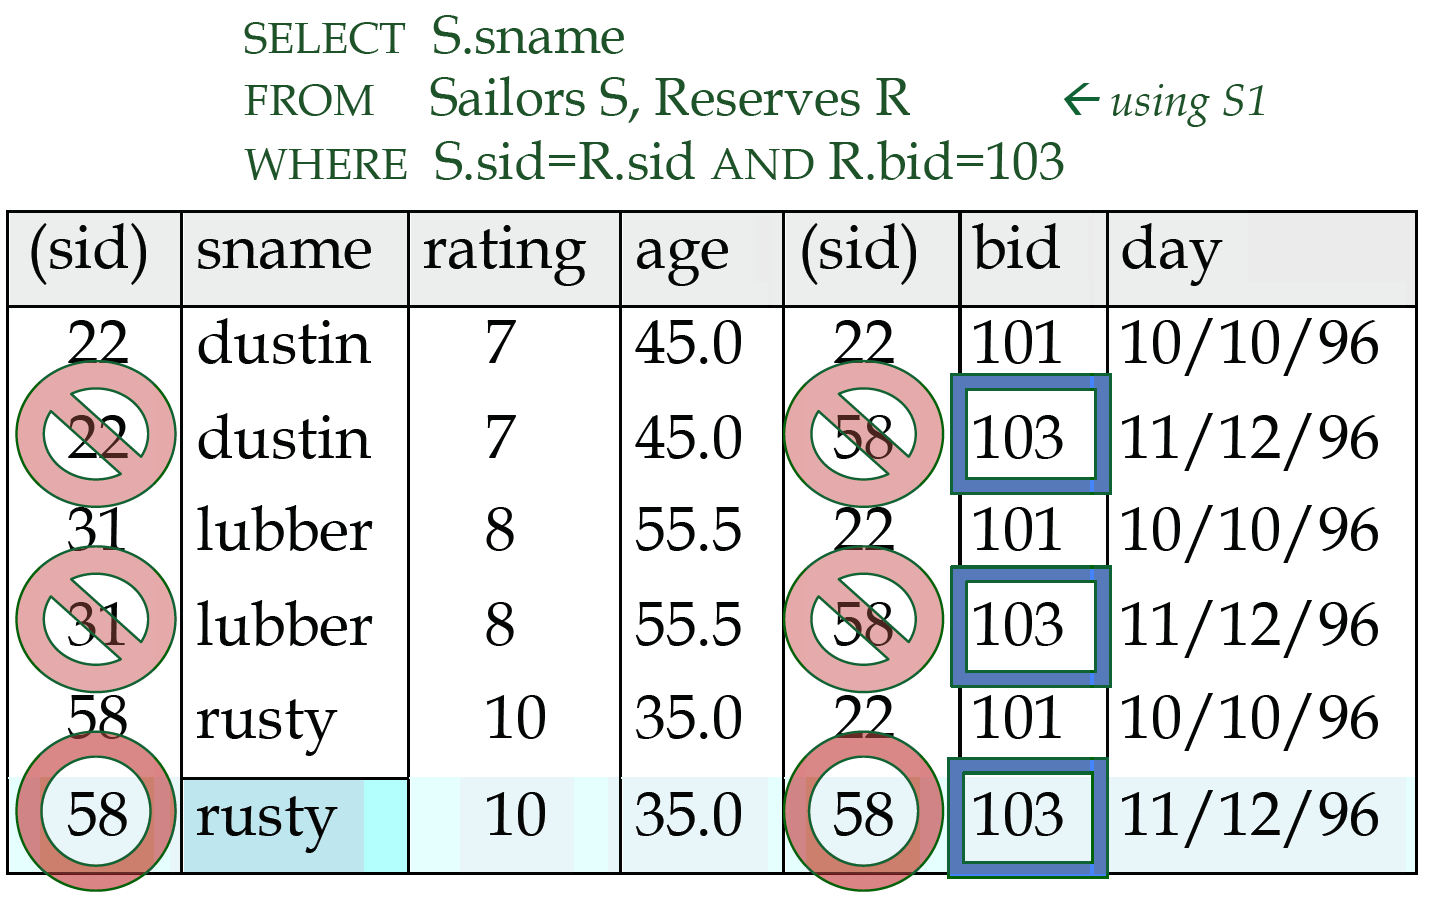 SELECT S.sname
FROM Sailors S, Reserves R ← using S1
WHERE S.sid=R.sid AND R.bid=103
(sid) sname rating age (sid) bid day
22 dustin 7 45.0 22 101 10/10/96
22 dustin 7 45.0 58 103 11/12/96
31 lubber 8 55.5 22 101 10/10/96
31 lubber 8 55.5 58 103 11/12/96
58 rusty 10 35.0 22 101 10/10/96
58 rusty 10 35.0 58 103 11/12/96